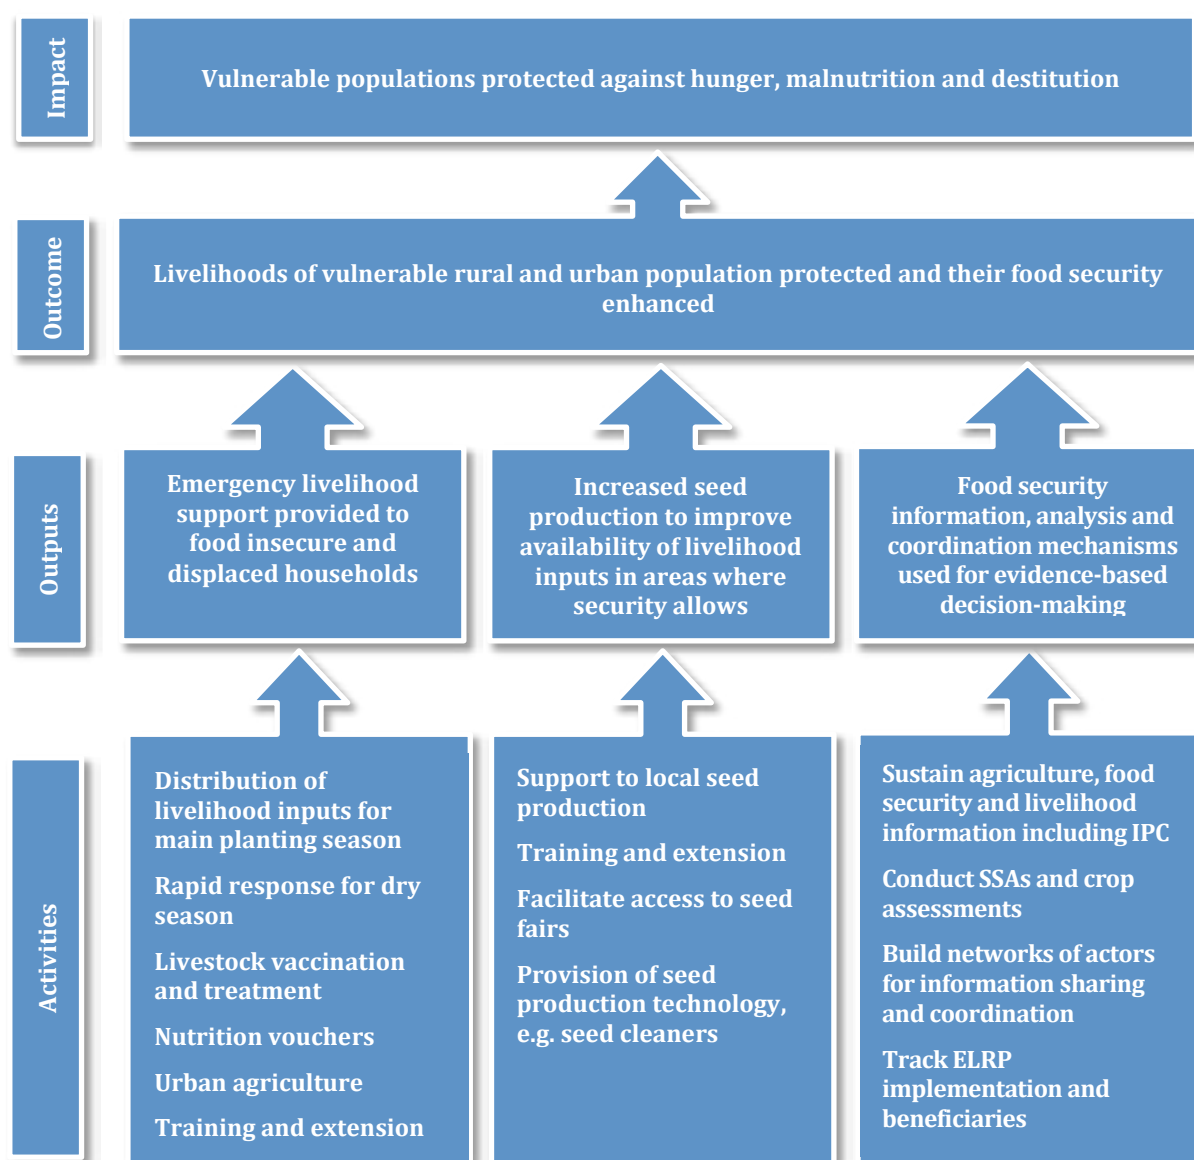 Impact
Vulnerable populations protected against hunger, malnutrition and destitution
Outcome
Livelihoods of vulnerable rural and urban population protected and their food security
enhanced
Outputs
Emergency livelihood
support provided to
food insecure and
displaced households
Increased seed
production to improve
availability of livelihood
inputs in areas where
security allows
Food security
information, analysis and
coordination mechanisms
used for evidence-based
decision-making
Activities
Distribution of
livelihood inputs for
main planting season
Rapid response for dry
season
Livestock vaccination
and treatment
Nutrition vouchers
Urban agriculture
Training and extension
Support to local seed
production
Training and extension
Facilitate access to seed
fairs
Provision of seed
production technology,
e.g. seed cleaners
Sustain agriculture, food
security and livelihood
information including IPC
Conduct SSAs and crop
assessments
Build networks of actors
for information sharing
and coordination
Track ELRP
implementation and
beneficiaries